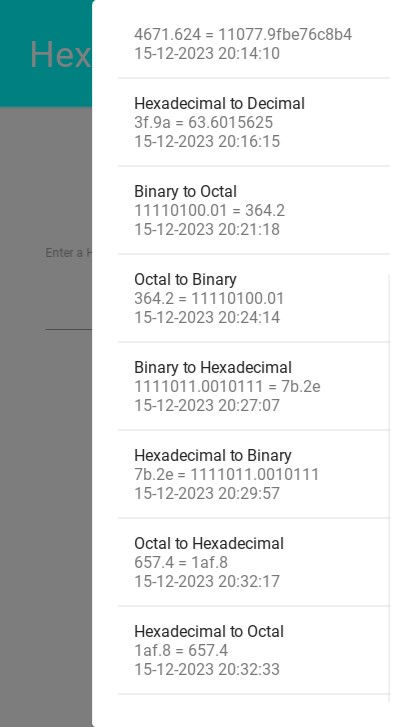 Hex
Enter a H
4671.624 = 11077.9fbe76c8b4
15-12-2023 20:14:10
Hexadecimal to Decimal
3f.9a = 63.6015625
15-12-2023 20:16:15
Binary to Octal
11110100.01 = 364.2
15-12-2023 20:21:18
Octal to Binary
364.2 = 11110100.01
15-12-2023 20:24:14
Binary to Hexadecimal
1111011.0010111 = 7b.2e
15-12-2023 20:27:07
Hexadecimal to Binary
7b.2e = 1111011.0010111
15-12-2023 20:29:57
Octal to Hexadecimal
657.4 = 1af.8
15-12-2023 20:32:17
Hexadecimal to Octal
1af.8 = 657.4
15-12-2023 20:32:33